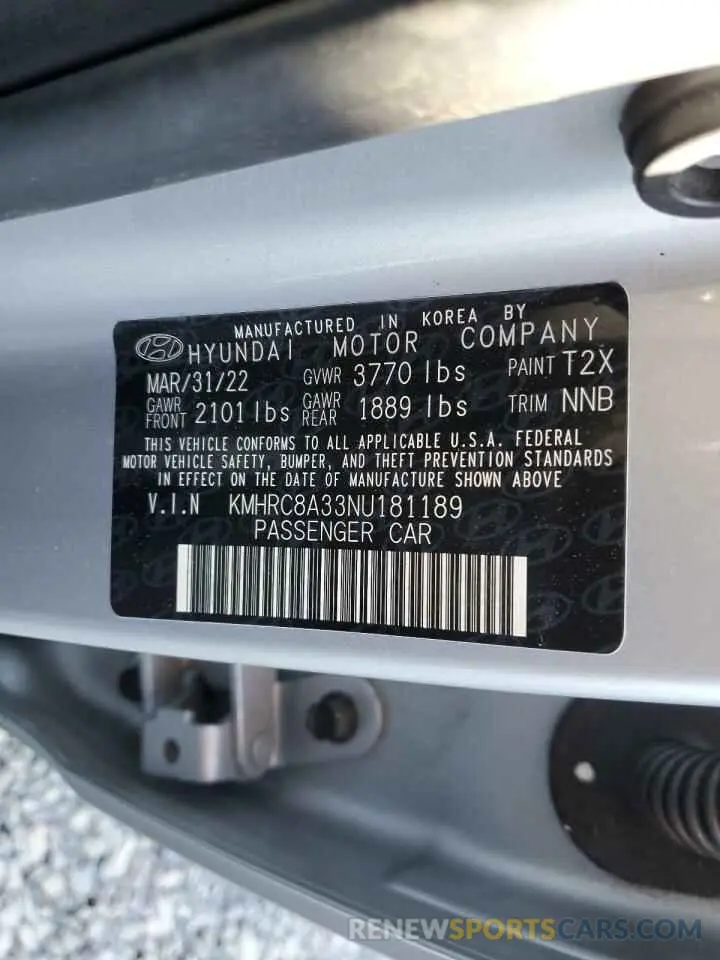 MANUFACTURED IN KOREA BY
HYUNDAI MOTOR COMPANY
MAR/31/22 GVWR 3770 lbs PAINT T2X
GAWR FRONT 2101 lbs GAWR REAR 1889 lbs TRIM NNB
THIS VEHICLE CONFORMS TO ALL APPLICABLE U.S.A. FEDERAL
MOTOR VEHICLE SAFETY, BUMPER, AND THEFT PREVENTION STANDARDS
IN EFFECT ON THE DATE OF MANUFACTURE SHOWN ABOVE
V.I.N KMHRC8A33NU181189
PASSENGER CAR
RENEWSPORTSCARS.COM